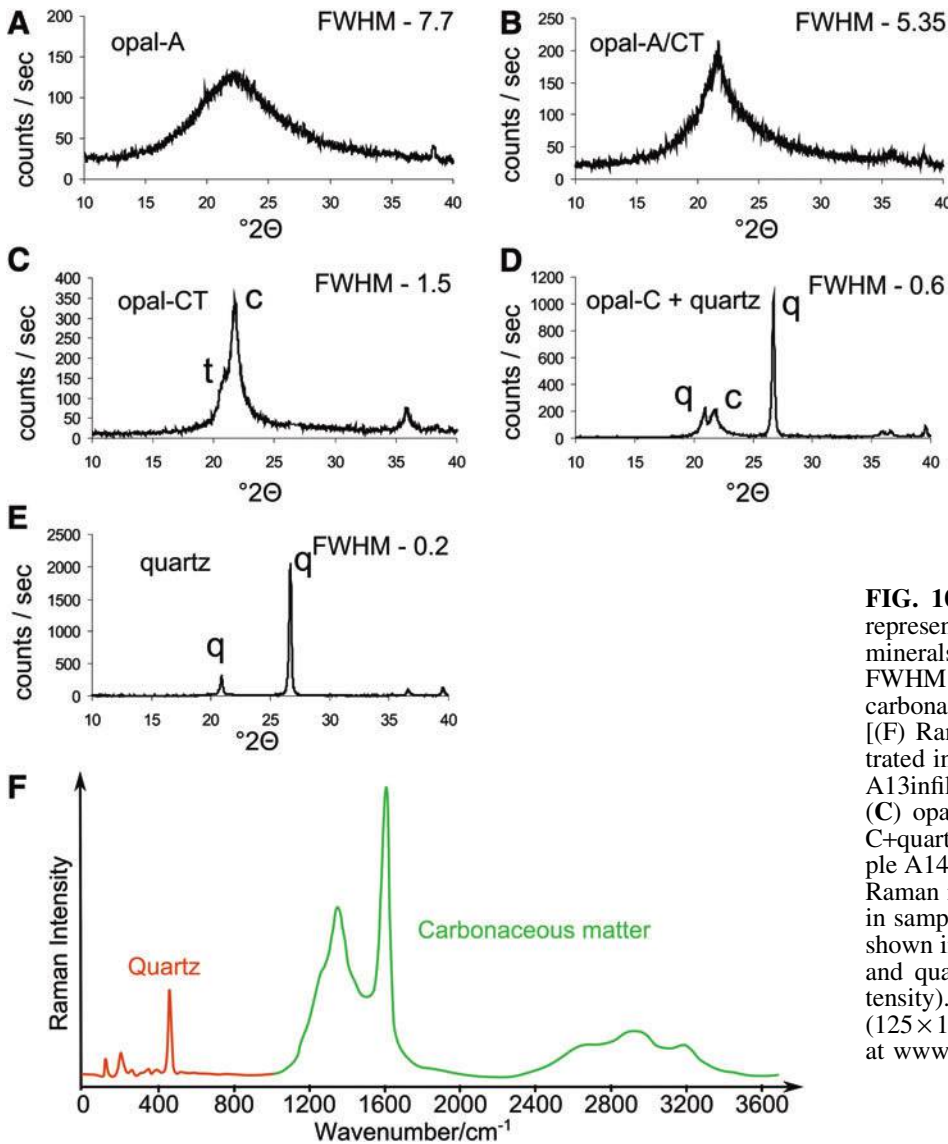 A
opal-A
FWHM - 7.7
counts / sec
200
150
100
50
0
10 15 20 25 30 35 40
°2Θ
B
opal-A/CT
FWHM - 5.35
counts / sec
250
200
150
100
50
0
10 15 20 25 30 35 40
°2Θ
C
opal-CT
FWHM - 1.5
c
t
counts / sec
400
350
300
250
200
150
100
50
0
10 15 20 25 30 35 40
°2Θ
D
opal-C + quartz
FWHM - 0.6
q
q
c
counts / sec
1200
1000
800
600
400
200
0
10 15 20 25 30 35 40
°2Θ
E
quartz
FWHM - 0.2
q
q
counts / sec
2500
2000
1500
1000
500
0
10 15 20 25 30 35 40
°2Θ
F
Raman Intensity
Quartz
Carbonaceous matter
0 400 800 1200 1600 2000 2400 2800 3200 3600
Wavenumber/cm-1
FIG. 10
represen
minerals
FWHM
carbona
[(F) Rar
trated in
A13infil
(C) opa
C+quart
ple A14
Raman
in samp
shown i
and qua
tensity).
(125×1
at www